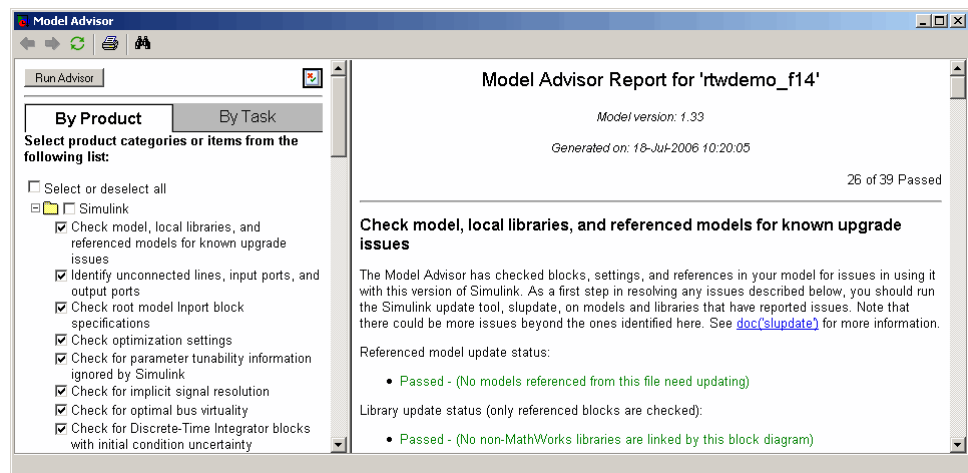 Model Advisor
Run Advisor
By Product
By Task
Select product categories or items from the
following list:
Select or deselect all
Simulink
Check model, local libraries, and
referenced models for known upgrade
issues
Identify unconnected lines, input ports, and
output ports
Check root model Inport block
specifications
Check optimization settings
Check for parameter tunability information
ignored by Simulink
Check for implicit signal resolution
Check for optimal bus virtuality
Check for Discrete-Time Integrator blocks
with initial condition uncertainty
Model Advisor Report for 'rtwdemo_f14'
Model version: 1.33
Generated on: 18-Jul-2006 10:20:05
26 of 39 Passed
Check model, local libraries, and referenced models for known upgrade
issues
The Model Advisor has checked blocks, settings, and references in your model for issues in using it
with this version of Simulink. As a first step in resolving any issues described below, you should run
the Simulink update tool, slupdate, on models and libraries that have reported issues. Note that
there could be more issues beyond the ones identified here. See doc('slupdate') for more information.
Referenced model update status:
Passed - (No models referenced from this file need updating)
Library update status (only referenced blocks are checked):
Passed - (No non-MathWorks libraries are linked by this block diagram)